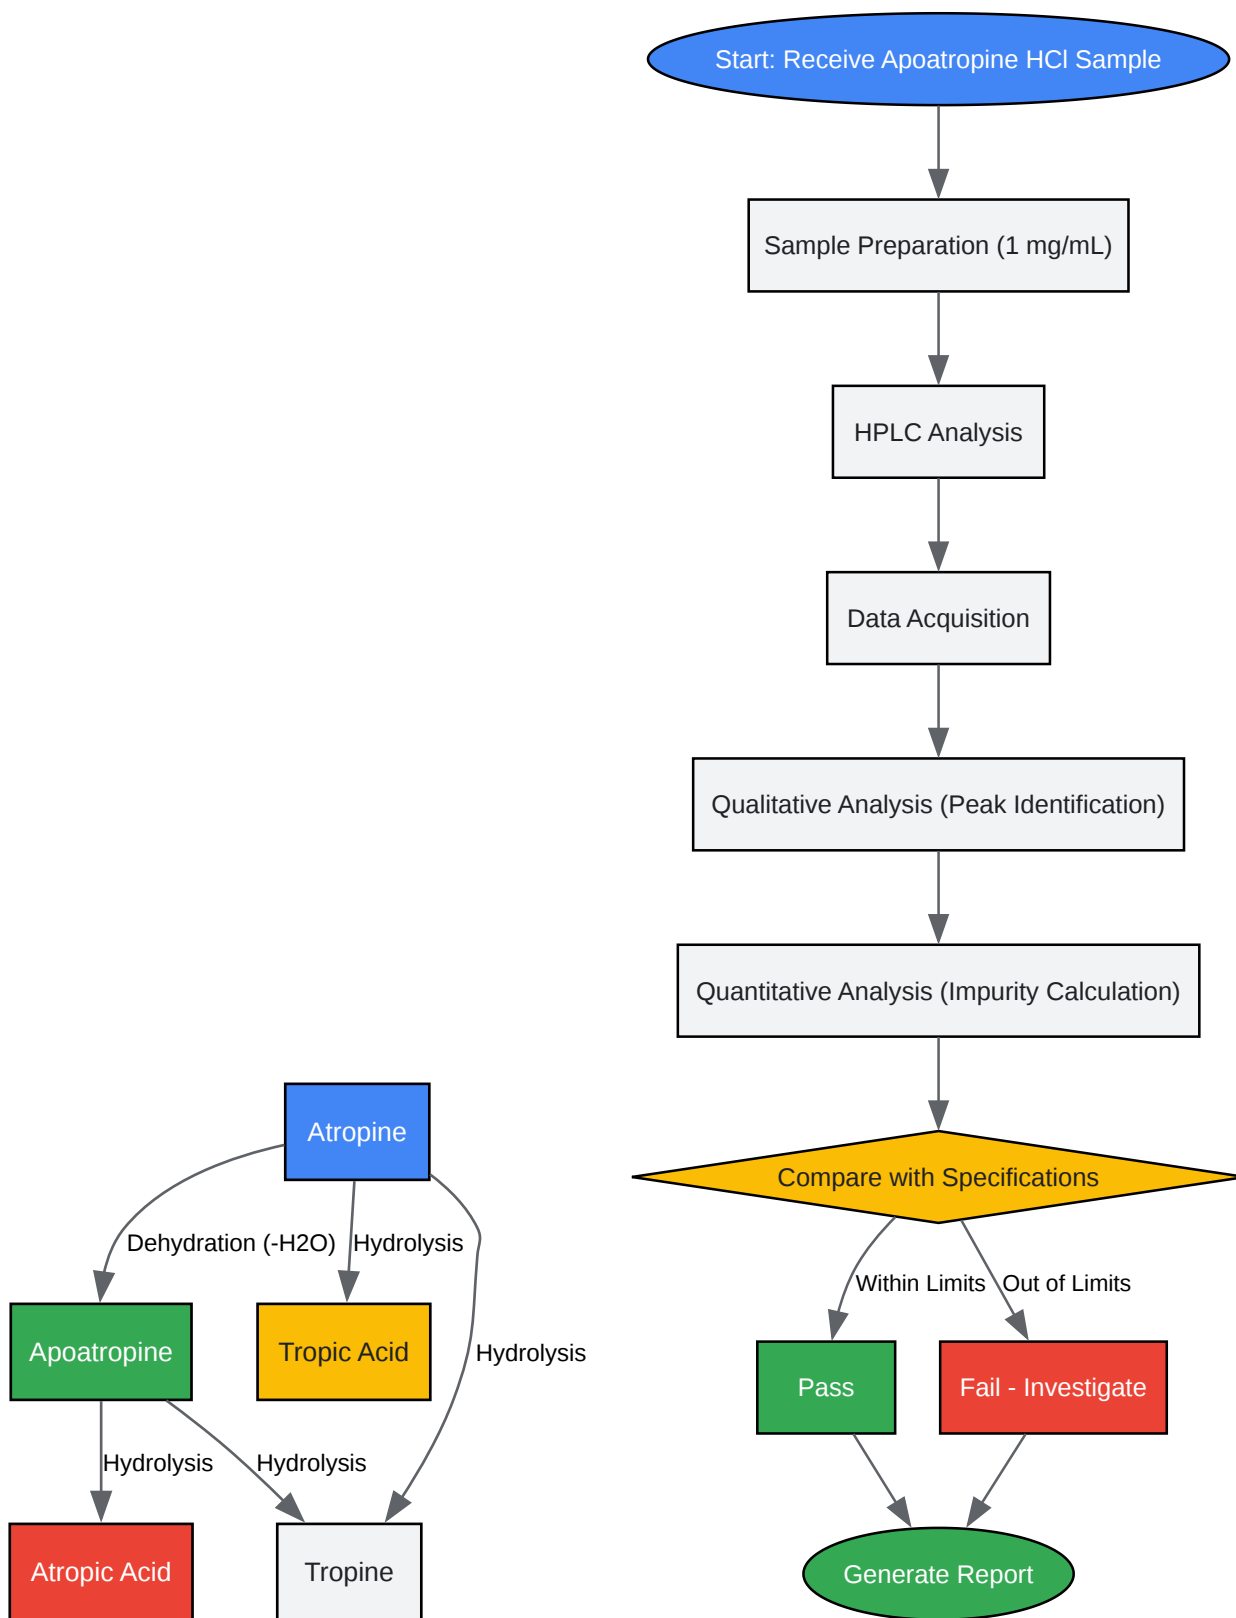 Start: Receive Apoatropine HCl Sample
Sample Preparation (1 mg/mL)
HPLC Analysis
Data Acquisition
Qualitative Analysis (Peak Identification)
Quantitative Analysis (Impurity Calculation)
Compare with Specifications
Within Limits
Out of Limits
Pass
Fail - Investigate
Generate Report
Atropine
Dehydration (-H2O)
Hydrolysis
Hydrolysis
Apoatropine
Tropic Acid
Hydrolysis
Hydrolysis
Atropic Acid
Tropine